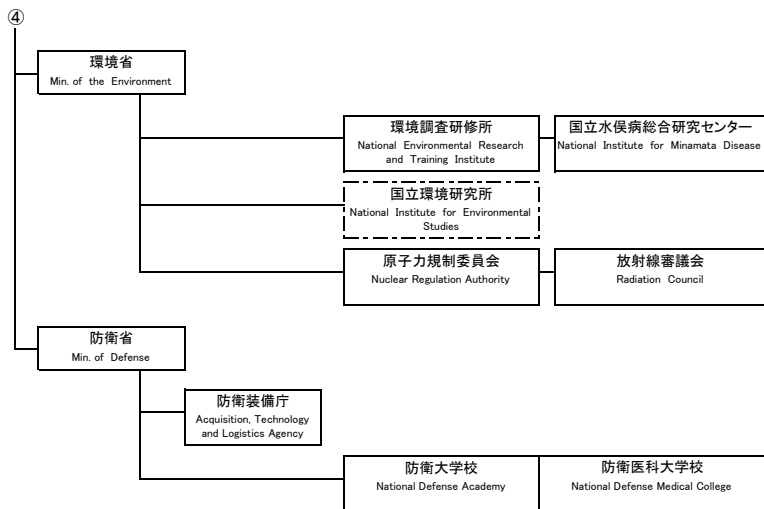 ④
環境省
Min. of the Environment
環境調査研修所
National Environmental Research
and Training Institute
国立水俣病総合研究センター
National Institute for Minamata Disease
国立環境研究所
National Institute for Environmental
Studies
原子力規制委員会
Nuclear Regulation Authority
放射線審議会
Radiation Council
防衛省
Min. of Defense
防衛装備庁
Acquisition, Technology
and Logistics Agency
防衛大学校
National Defense Academy
防衛医科大学校
National Defense Medical College